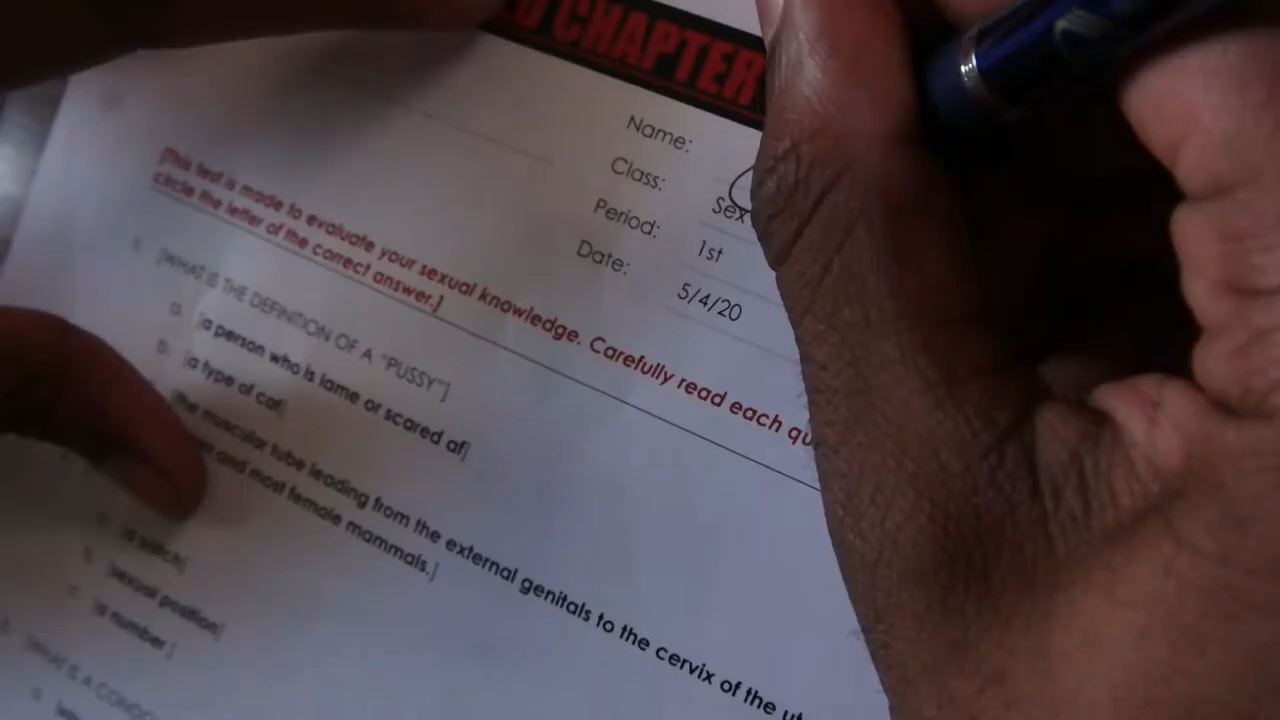 CHAPTER
Name:
Class: Sex
Period: 1st
Date: 5/4/20
[This test is made to evaluate your sexual knowledge. Carefully read each
circle the letter of the correct answer.]
1. [WHAT IS THE DEFINITION OF A "PUSSY"]
a. [a person who is lame or scared af]
b. [a type of cat]
the muscular tube leading from the external genitals to the cervix of the
and most female mammals.]
b. [sexual position]
[a number]
[WHAT IS A
a.